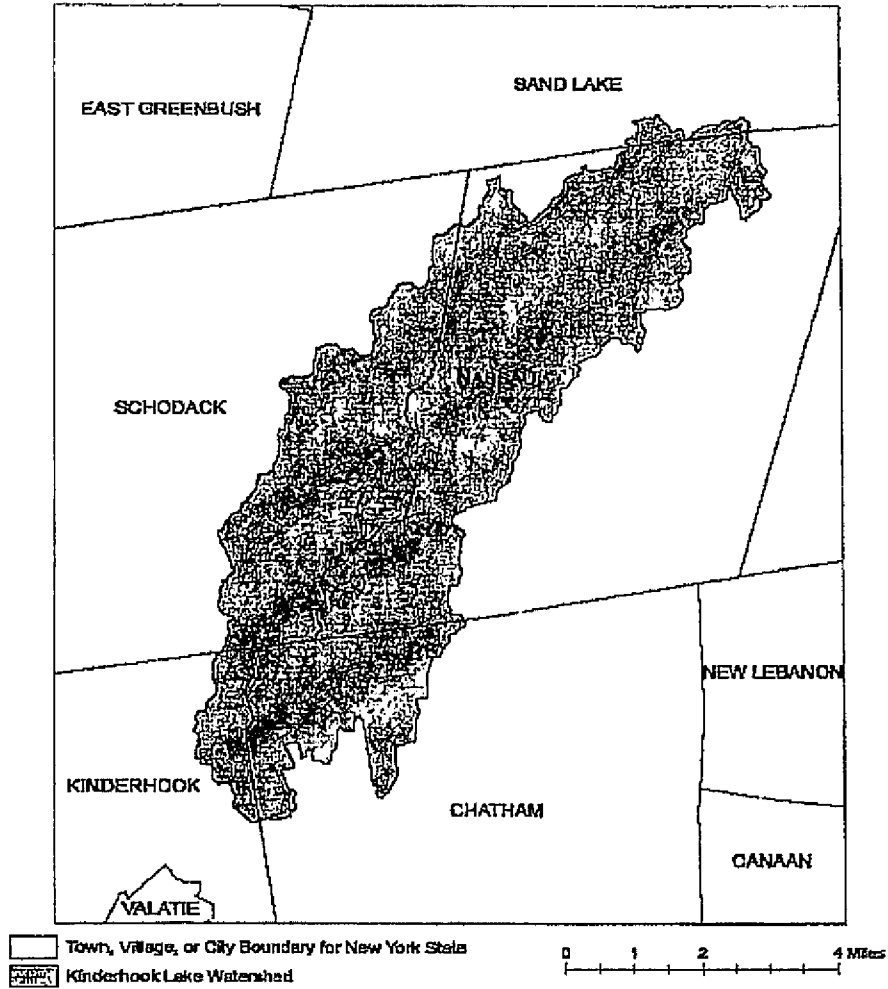 SAND LAKE
EAST GREENBUSH
NASSAU
SCHODACK
NEW LEBANON
KINDERHOOK
CHATHAM
CANAAN
VALATIE
Town, Village, or City Boundary for New York State
Kinderhook Lake Watershed
0 1 2 4 Miles